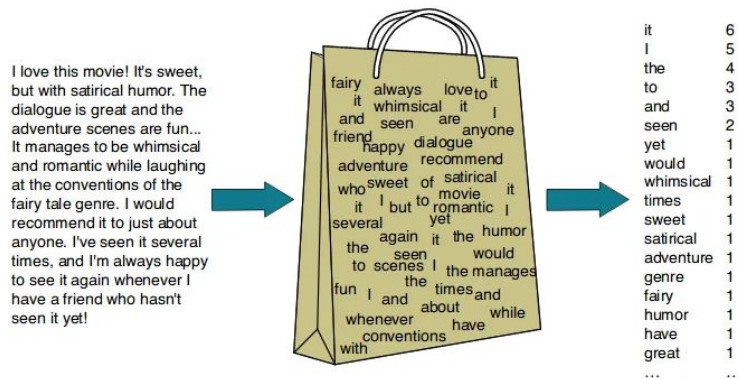 I love this movie! It's sweet,
but with satirical humor. The
dialogue is great and the
adventure scenes are fun...
It manages to be whimsical
and romantic while laughing
at the conventions of the
fairy tale genre. I would
recommend it to just about
anyone. I've seen it several
times, and I'm always happy
to see it again whenever I
have a friend who hasn't
seen it yet!
fairy always love to it
it whimsical it I
and seen are anyone
friend happy dialogue
adventure recommend
who sweet of satirical
it I but to movie it
romantic I
several yet
again it the humor
the seen would
to scenes I the manages
fun the times and
I and about
whenever while
have
conventions
with
it 6
I 5
the 4
to 3
and 3
seen 2
yet 1
would 1
whimsical 1
times 1
sweet 1
satirical 1
adventure 1
genre 1
fairy 1
humor 1
have 1
great 1
... ...